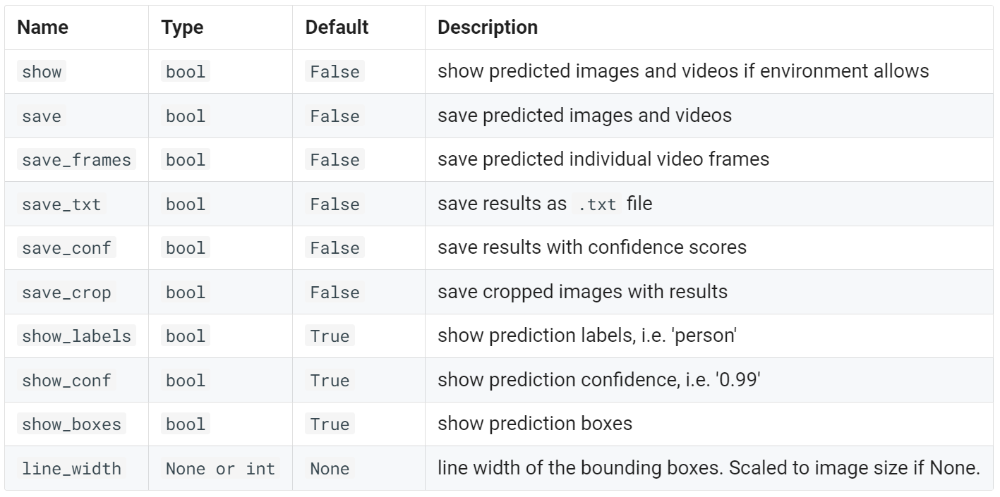 Name Type Default Description
show bool False show predicted images and videos if environment allows
save bool False save predicted images and videos
save_frames bool False save predicted individual video frames
save_txt bool False save results as .txt file
save_conf bool False save results with confidence scores
save_crop bool False save cropped images with results
show_labels bool True show prediction labels, i.e. 'person'
show_conf bool True show prediction confidence, i.e. '0.99'
show_boxes bool True show prediction boxes
line_width None or int None line width of the bounding boxes. Scaled to image size if None.